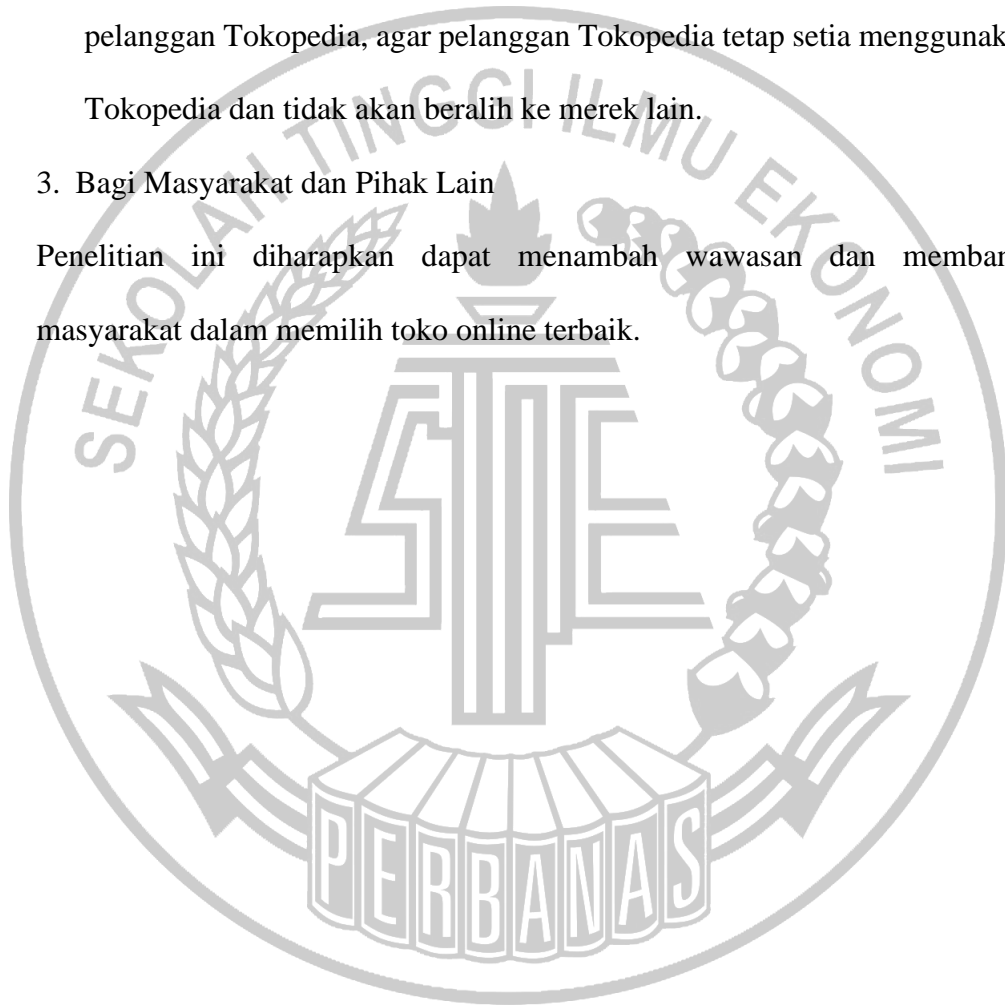 pelanggan Tokopedia, agar pelanggan Tokopedia tetap setia menggunak
Tokopedia dan tidak akan beralih ke merek lain.
3. Bagi Masyarakat dan Pihak Lain
Penelitian ini diharapkan dapat menambah wawasan dan memban
masyarakat dalam memilih toko online terbaik.
SEKOLAH TINGGI ILMU EKONOMI
STIE
PERBANAS